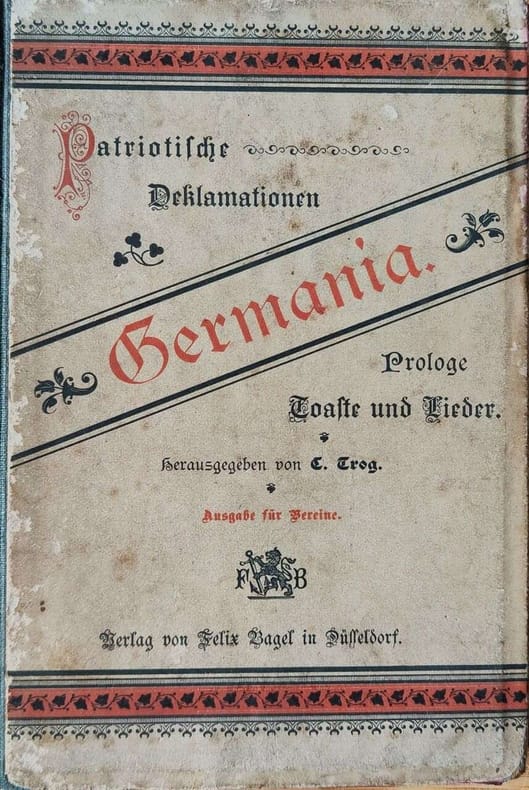 Patriotiſche
Deklamationen
Germania.
Prologe
Toaſte und Lieder.
Herausgegeben von C. Trog.
Ausgabe für Vereine.
F B
Verlag von Felix Bagel in Düſſeldorf.